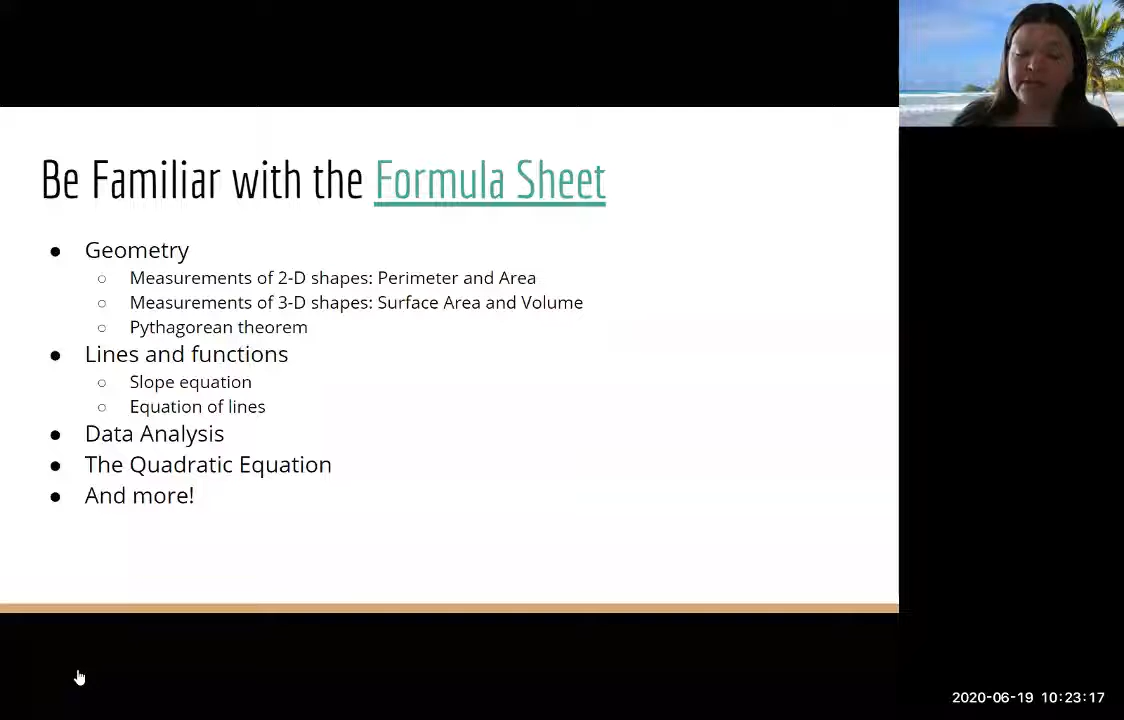 Be Familiar with the Formula Sheet
● Geometry
○ Measurements of 2-D shapes: Perimeter and Area
○ Measurements of 3-D shapes: Surface Area and Volume
○ Pythagorean theorem
● Lines and functions
○ Slope equation
○ Equation of lines
● Data Analysis
● The Quadratic Equation
● And more!
2020-06-19 10:23:17